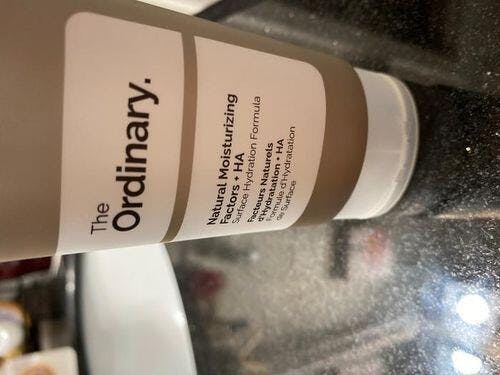 The
Ordinary.
Natural Moisturizing
Factors + HA
Surface Hydration Formula
Facteurs Naturels
d'Hydratation + HA
Formule d'Hydratation
de Surface